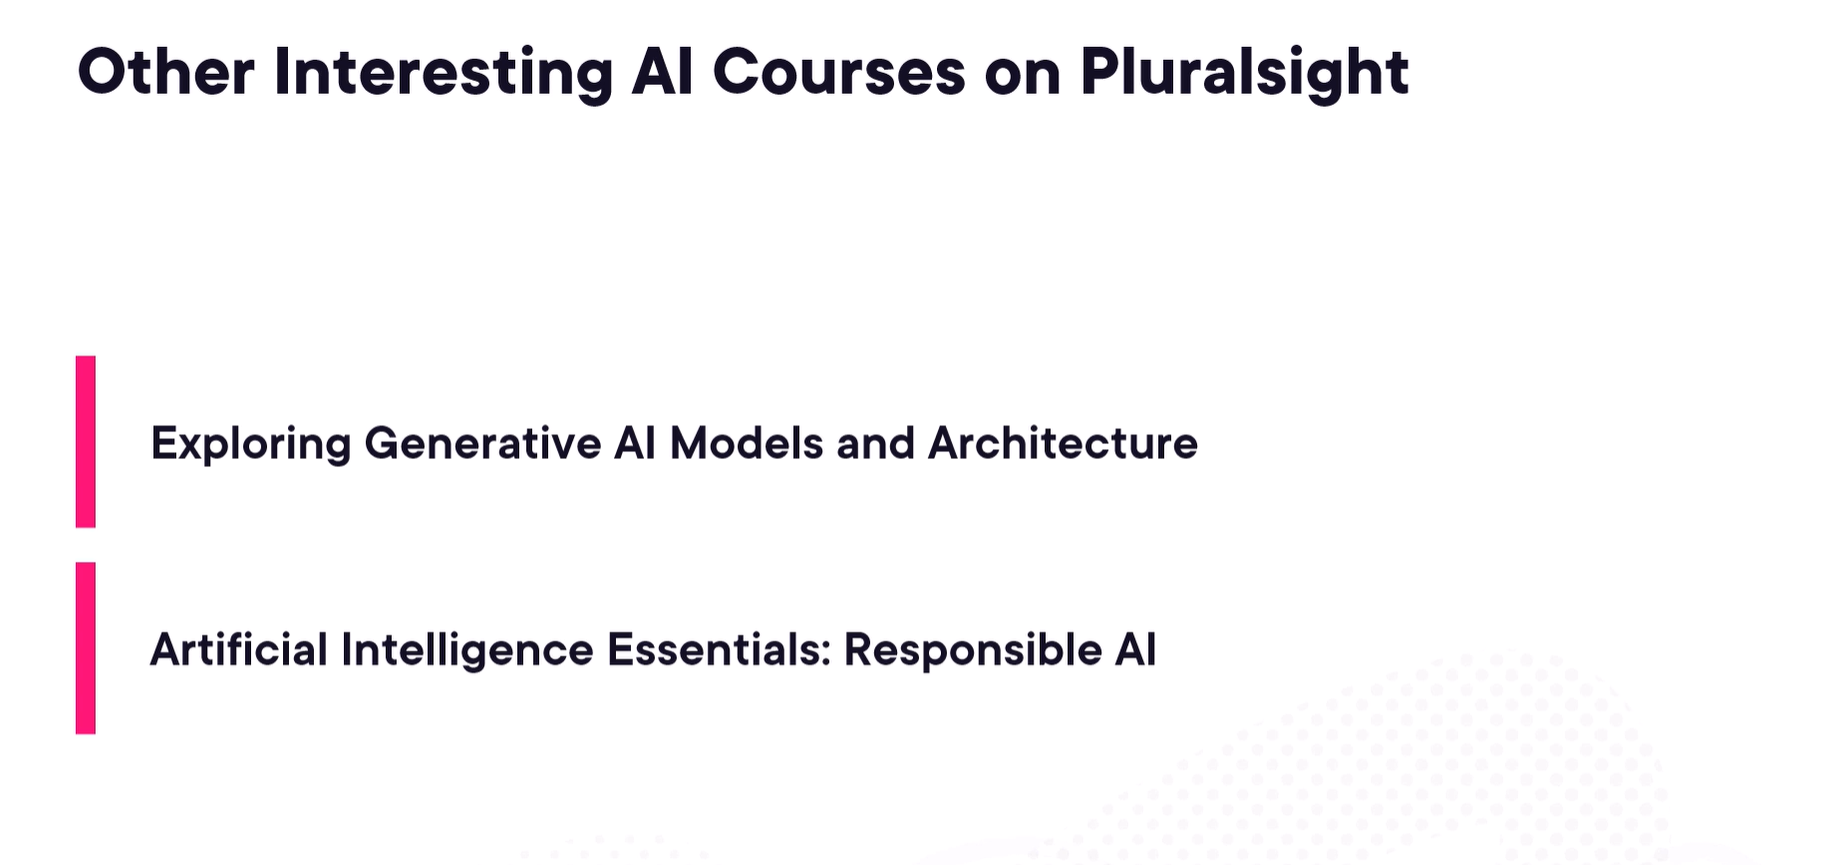 Other Interesting AI Courses on Pluralsight
Exploring Generative AI Models and Architecture
Artificial Intelligence Essentials: Responsible AI